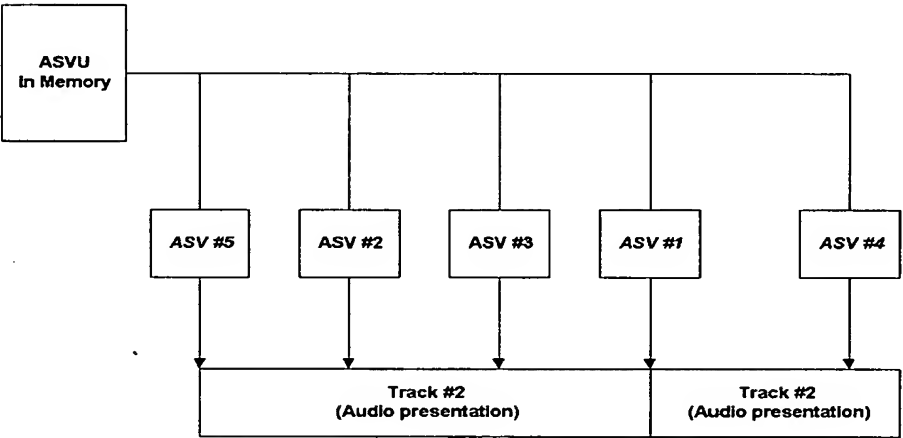 ASVU
In Memory
ASV #5
ASV #2
ASV #3
ASV #1
ASV #4
Track #2
(Audio presentation)
Track #2
(Audio presentation)